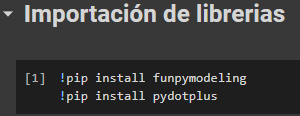 Importación de librerias
[1] !pip install funpymodeling
!pip install pydotplus